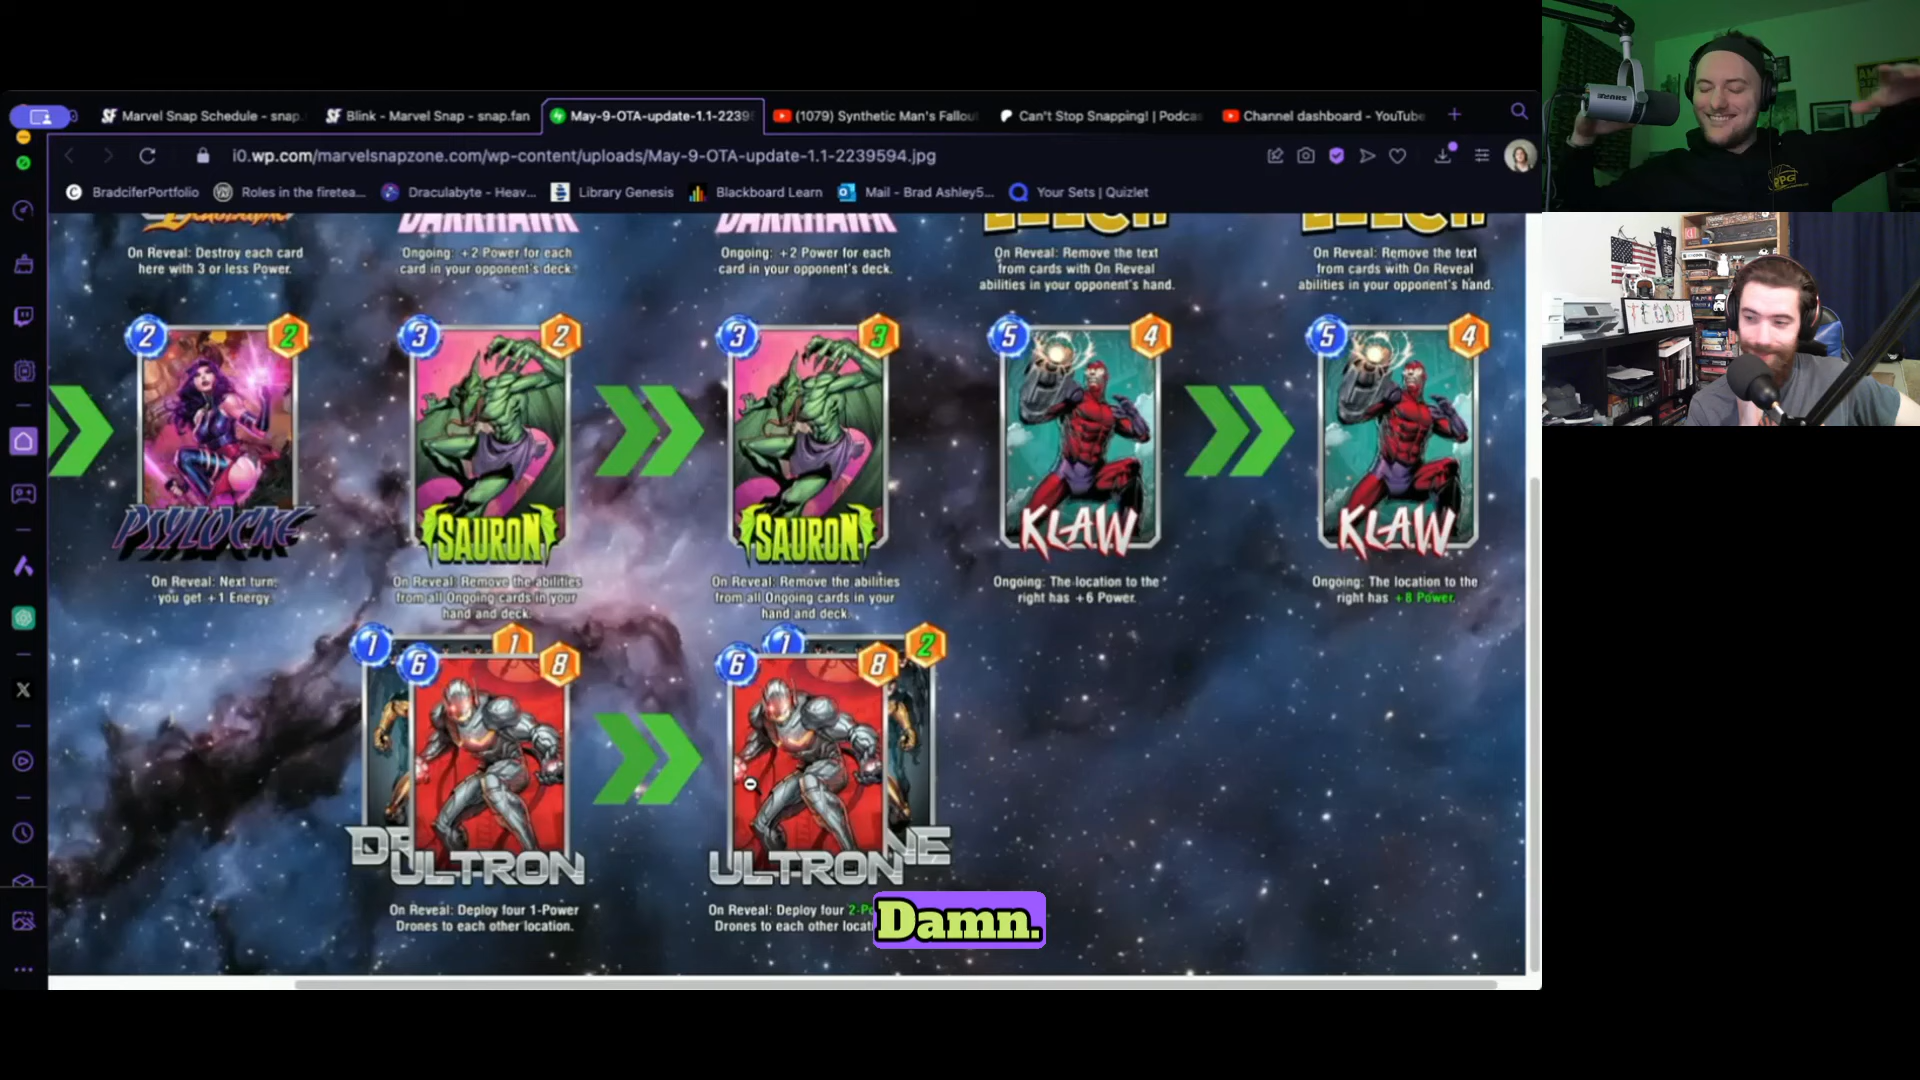 Marvel Snap Schedule - snap.
Blink - Marvel Snap - snap.fan
May-9-OTA-update-1.1-2239
(1079) Synthetic Man's Fallou
Can't Stop Snapping! | Podca
Channel dashboard - YouTube
i0.wp.com/marvelsnapzone.com/wp-content/uploads/May-9-OTA-update-1.1-2239594.jpg
BradciferPortfolio
Roles in the firetea...
Draculabyte - Heav...
Library Genesis
Blackboard Learn
Mail - Brad Ashley5...
Your Sets | Quizlet
On Reveal: Destroy each card
here with 3 or less Power.
Ongoing: +2 Power for each
card in your opponent's deck.
Ongoing: +2 Power for each
card in your opponent's deck.
On Reveal: Remove the text
from cards with On Reveal
abilities in your opponent's hand.
On Reveal: Remove the text
from cards with On Reveal
abilities in your opponent's hand.
2 2
3 2
3 3
5 4
5 4
PSYLOCKE
SAURON
SAURON
KLAW
KLAW
On Reveal: Next turn,
you get +1 Energy.
On Reveal: Remove the abilities
from all Ongoing cards in your
hand and deck.
On Reveal: Remove the abilities
from all Ongoing cards in your
hand and deck.
Ongoing: The location to the
right has +6 Power.
Ongoing: The location to the
right has +8 Power.
1 6 1 8
6 1 8 2
DR
ULTRON
ULTRON
NE
On Reveal: Deploy four 1-Power
Drones to each other location.
On Reveal: Deploy four 2-Po
Drones to each other locat
Damn.
SHURE